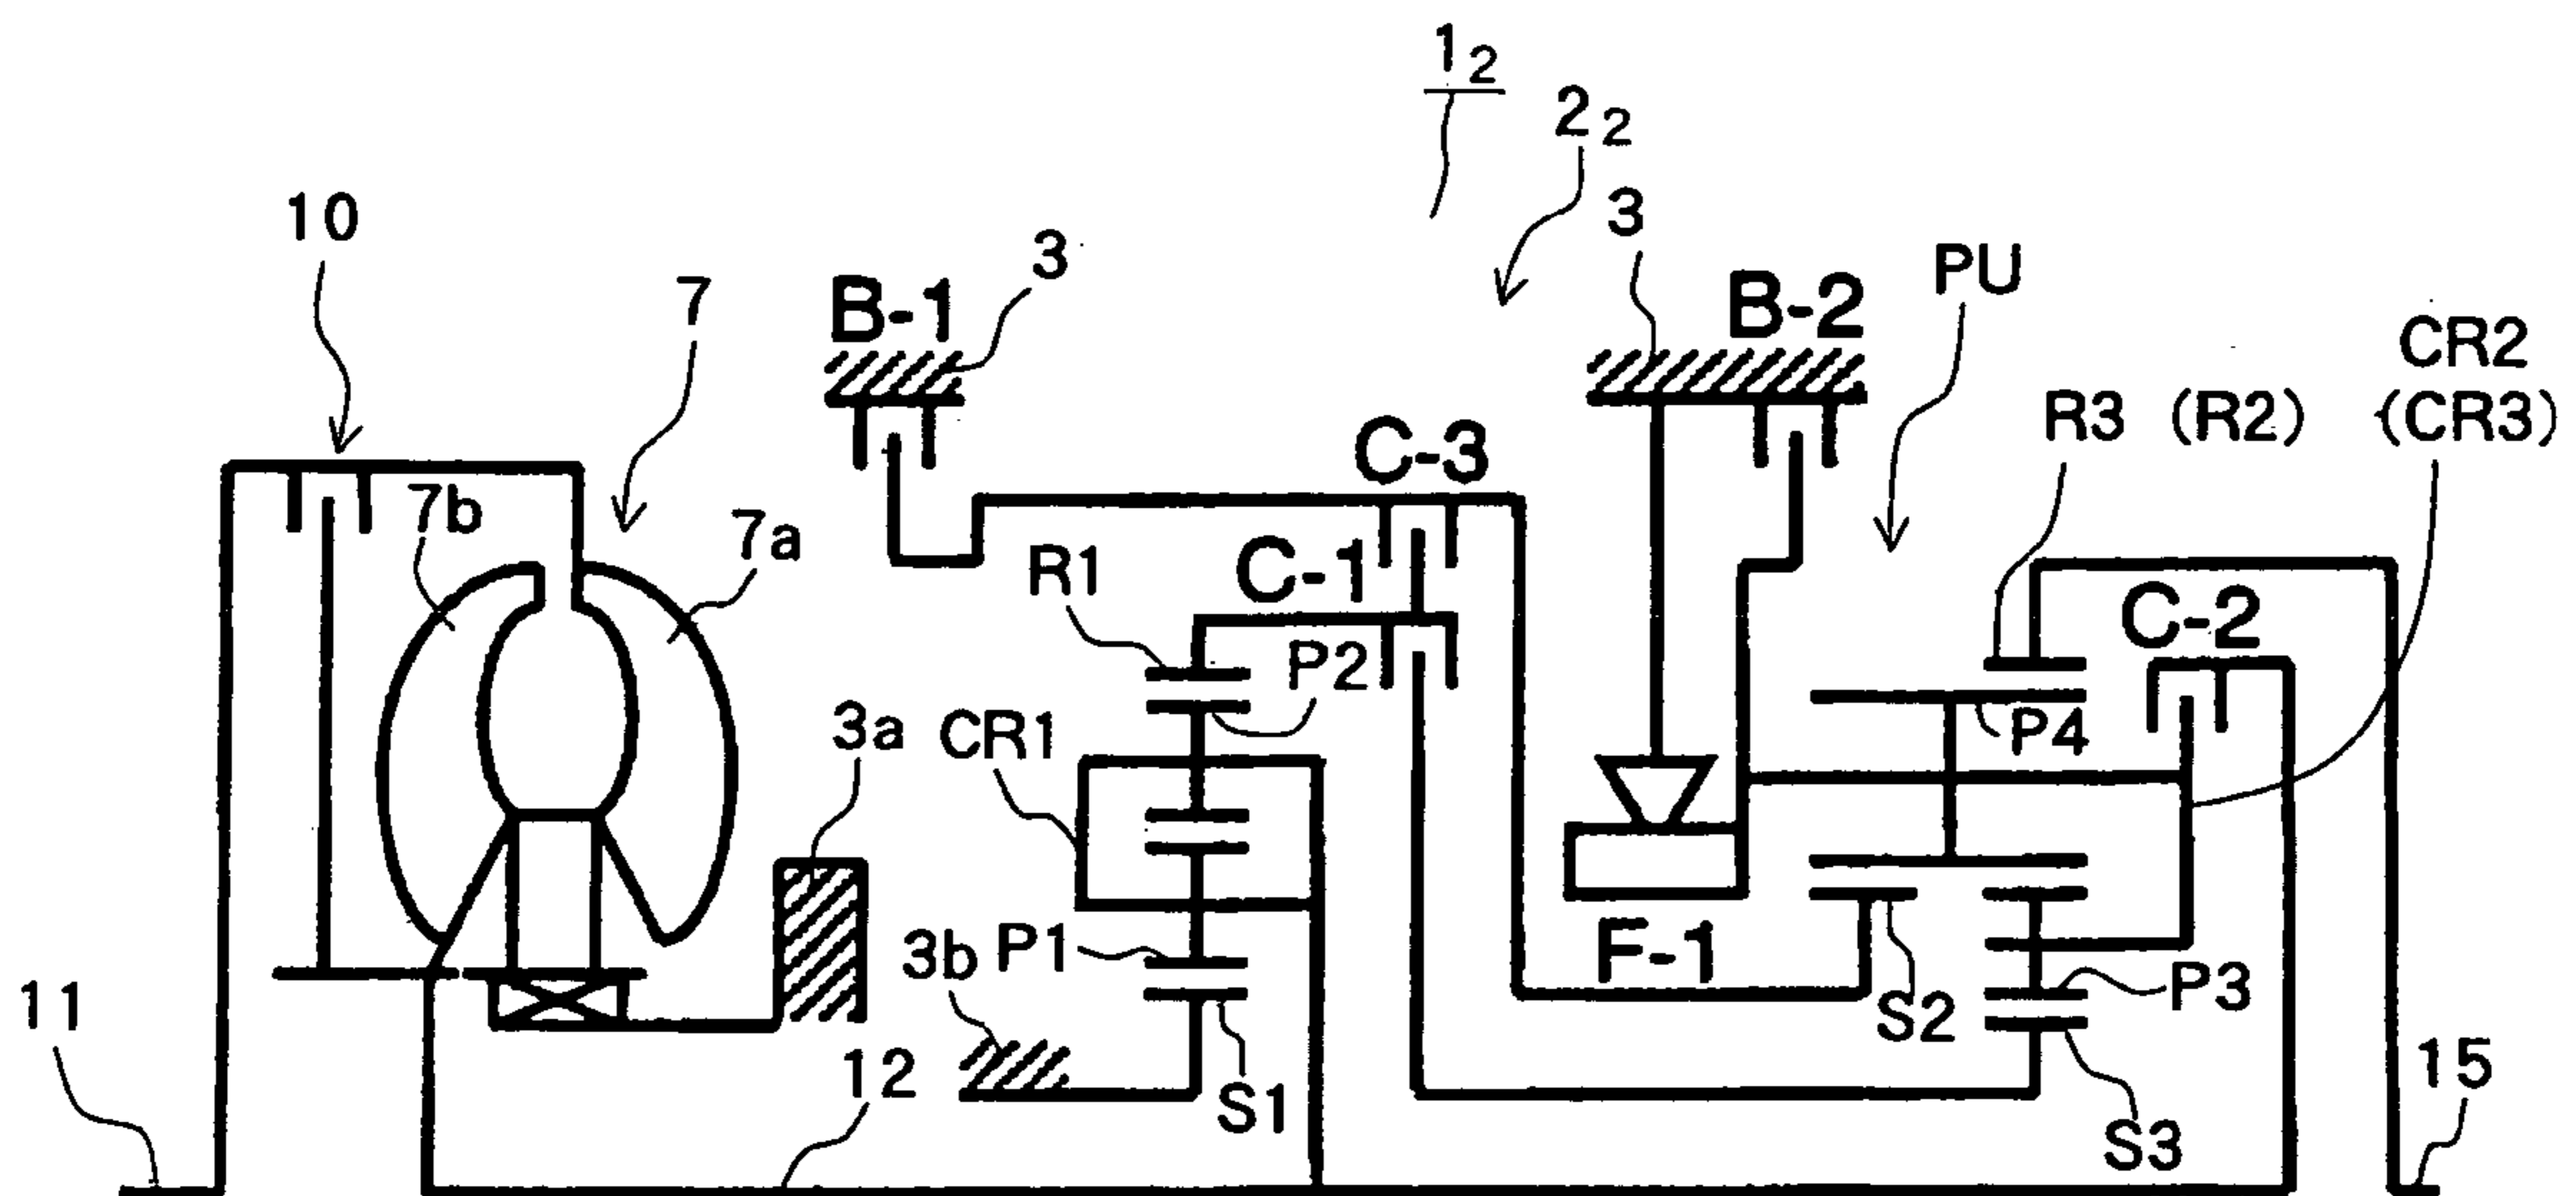 1₂
2₂
10
3
3
7
B-1
B-2
PU
CR2
R3 (R2) (CR3)
C-3
7b
7a
R1
C-1
C-2
P2
3a
CR1
P4
3b
P1
F-1
S2
P3
11
12
S1
S3
15